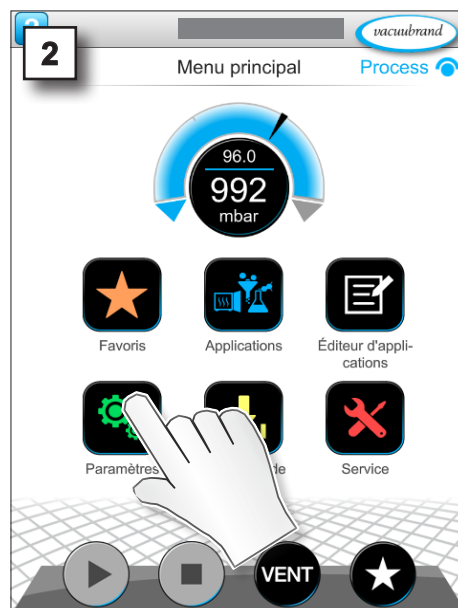 2
vacuubrand
Menu principal
Process
96.0
992
mbar
Favoris
Applications
Éditeur d'appli-
cations
Paramètres
Service
VENT